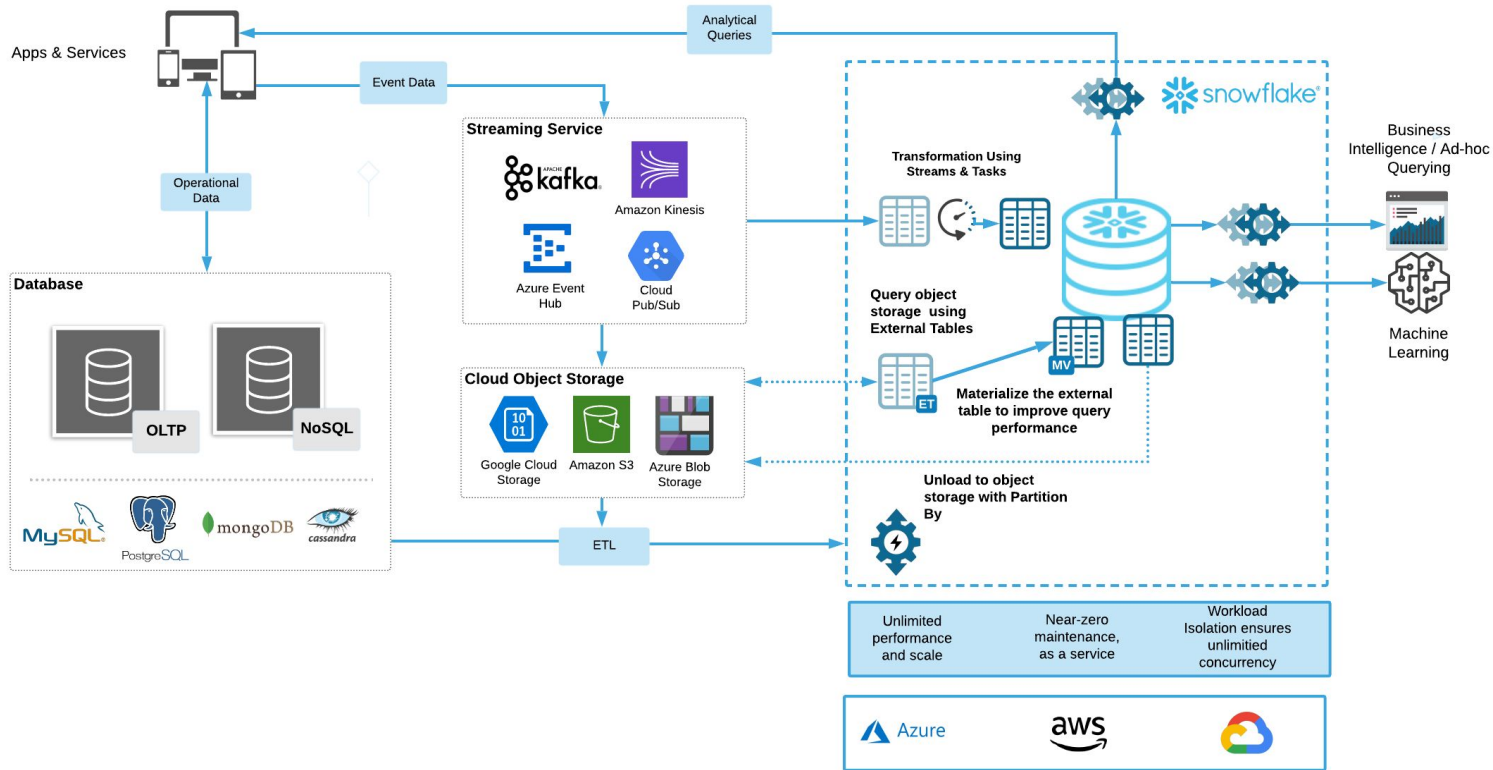 Apps & Services
Analytical
Queries
Event Data
Operational
Data
Streaming Service
APACHE
kafka®
Amazon Kinesis
Azure Event
Hub
Cloud
Pub/Sub
Database
OLTP
NoSQL
MySQL®
PostgreSQL
mongoDB
cassandra
Cloud Object Storage
10
01
Google Cloud
Storage
Amazon S3
Azure Blob
Storage
ETL
snowflake®
Transformation Using
Streams & Tasks
Query object
storage using
External Tables
ET
MV
Materialize the external
table to improve query
performance
Unload to object
storage with Partition
By
Business
Intelligence / Ad-hoc
Querying
Machine
Learning
Unlimited
performance
and scale
Near-zero
maintenance,
as a service
Workload
Isolation ensures
unlimitied
concurrency
Azure
aws